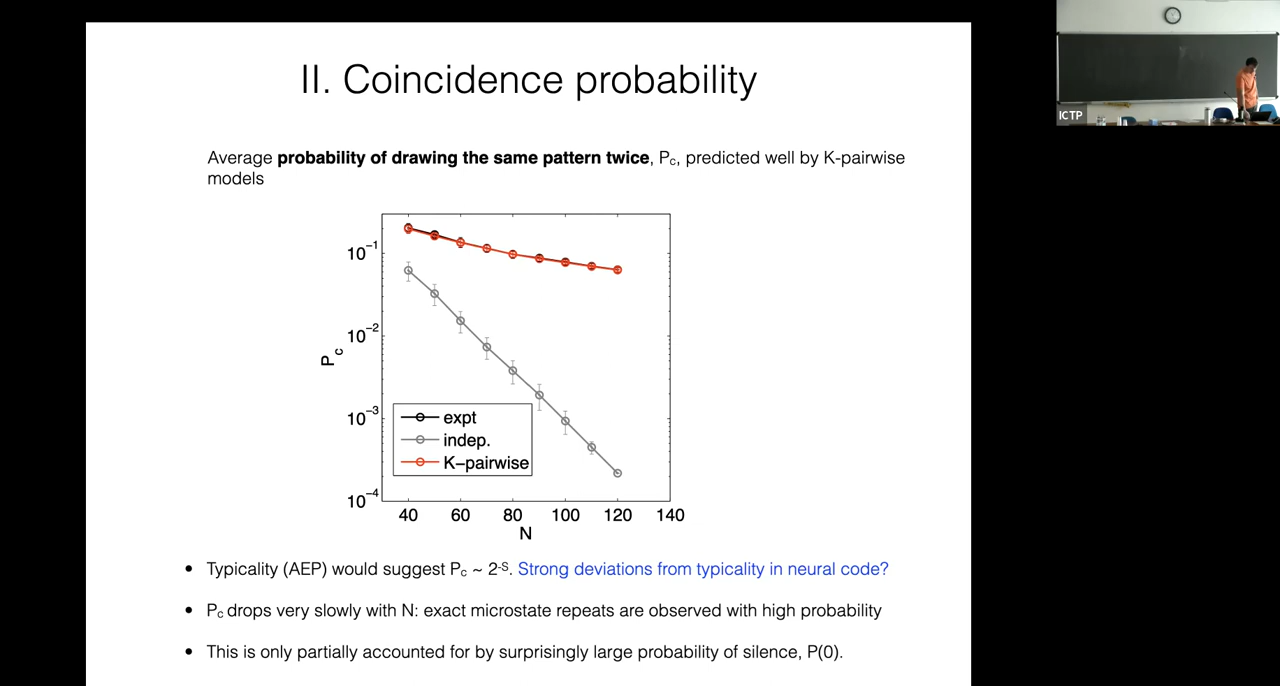 II. Coincidence probability
ICTP
Average probability of drawing the same pattern twice, Pc, predicted well by K-pairwise
models
10-1
10-2
10-3
10-4
Pc
expt
indep.
K-pairwise
40 60 80 100 120 140
N
• Typicality (AEP) would suggest Pc ~ 2-S. Strong deviations from typicality in neural code?
• Pc drops very slowly with N: exact microstate repeats are observed with high probability
• This is only partially accounted for by surprisingly large probability of silence, P(0).